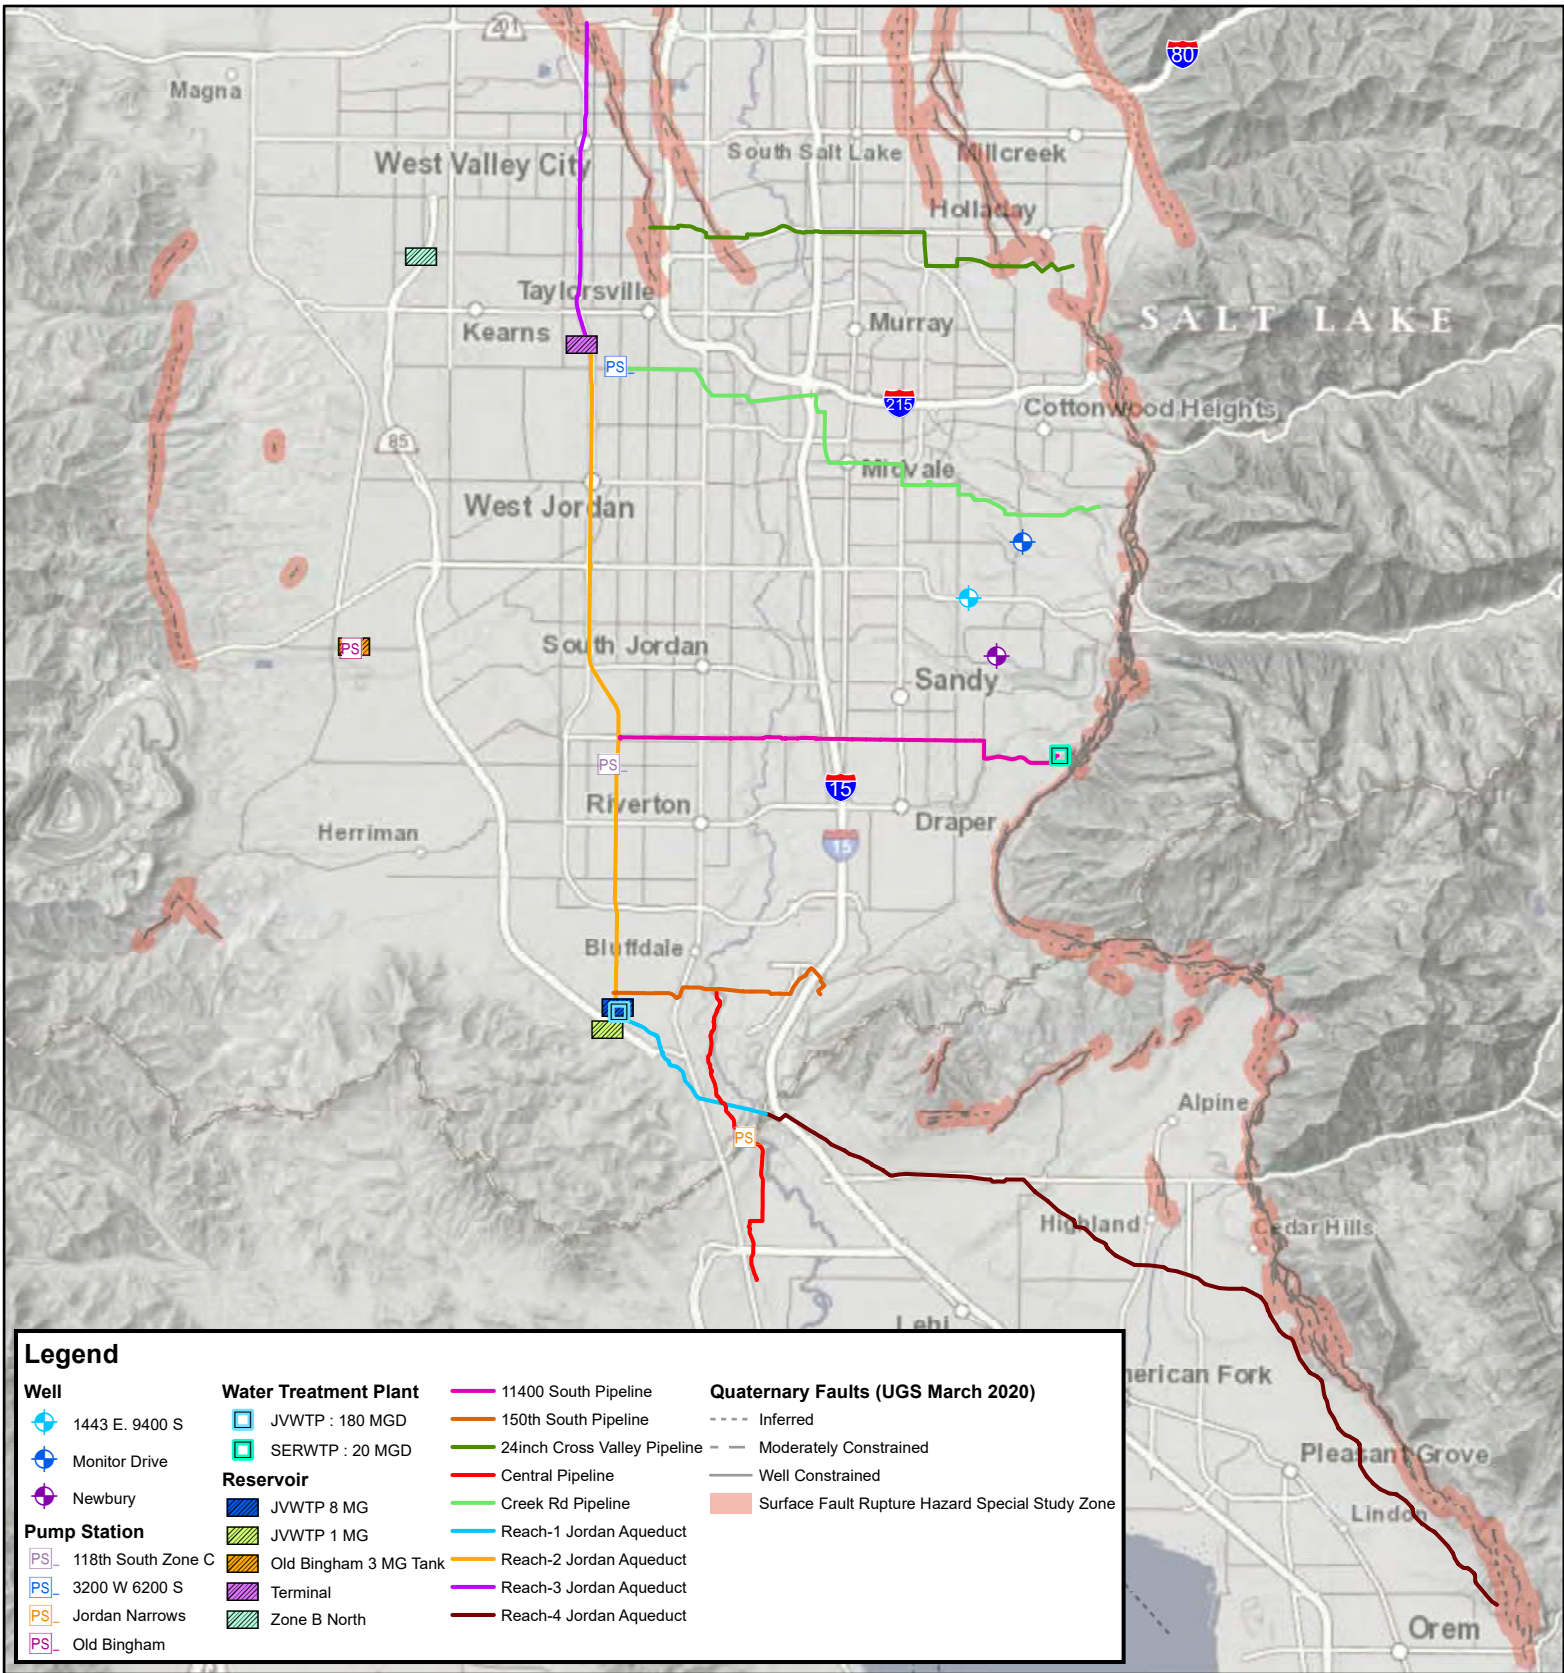 201
80
Magna
West Valley City
South Salt Lake
Millcreek
Holladay
Taylorsville
SALT LAKE
Kearns
Murray
PS_
215
Cottonwood Heights
85
Midvale
West Jordan
South Jordan
PS
Sandy
PS_
15
Riverton
Draper
Herriman
15
Bluffdale
Alpine
PS
Highland
Cedar Hills
Lehi
merican Fork
Pleasant Grove
Lindon
Orem
Legend
Well
1443 E. 9400 S
Monitor Drive
Newbury
Pump Station
PS_ 118th South Zone C
PS_ 3200 W 6200 S
PS_ Jordan Narrows
PS_ Old Bingham
Water Treatment Plant
JVWTP : 180 MGD
SERWTP : 20 MGD
Reservoir
JVWTP 8 MG
JVWTP 1 MG
Old Bingham 3 MG Tank
Terminal
Zone B North
11400 South Pipeline
150th South Pipeline
24inch Cross Valley Pipeline
Central Pipeline
Creek Rd Pipeline
Reach-1 Jordan Aqueduct
Reach-2 Jordan Aqueduct
Reach-3 Jordan Aqueduct
Reach-4 Jordan Aqueduct
Quaternary Faults (UGS March 2020)
Inferred
Moderately Constrained
Well Constrained
Surface Fault Rupture Hazard Special Study Zone